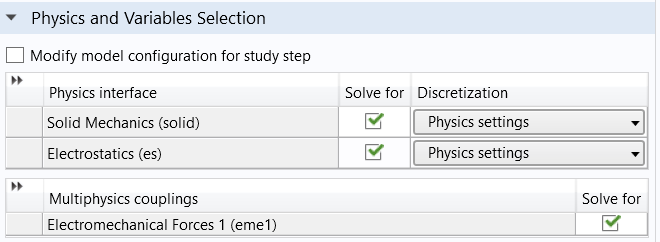 Physics and Variables Selection
Modify model configuration for study step
Physics interface Solve for Discretization
Solid Mechanics (solid) Physics settings
Electrostatics (es) Physics settings
Multiphysics couplings Solve for
Electromechanical Forces 1 (eme1)